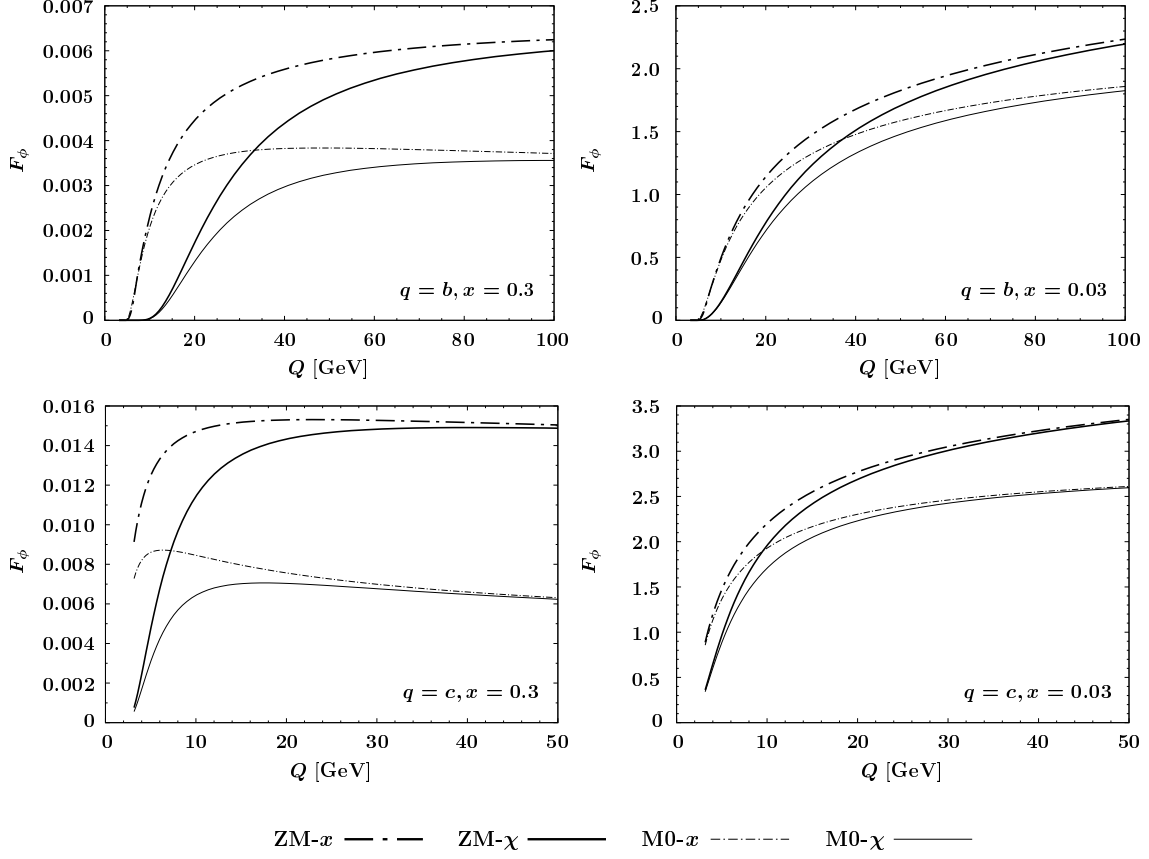 0.007
0.006
0.005
0.004
0.003
0.002
0.001
0
F_ϕ
q = b, x = 0.3
0 20 40 60 80 100
Q [GeV]
2.5
2.0
1.5
1.0
0.5
0
F_ϕ
q = b, x = 0.03
0 20 40 60 80 100
Q [GeV]
0.016
0.014
0.012
0.010
0.008
0.006
0.004
0.002
0
F_ϕ
q = c, x = 0.3
0 10 20 30 40 50
Q [GeV]
3.5
3.0
2.5
2.0
1.5
1.0
0.5
0
F_ϕ
q = c, x = 0.03
0 10 20 30 40 50
Q [GeV]
ZM-x ZM-χ M0-x M0-χ